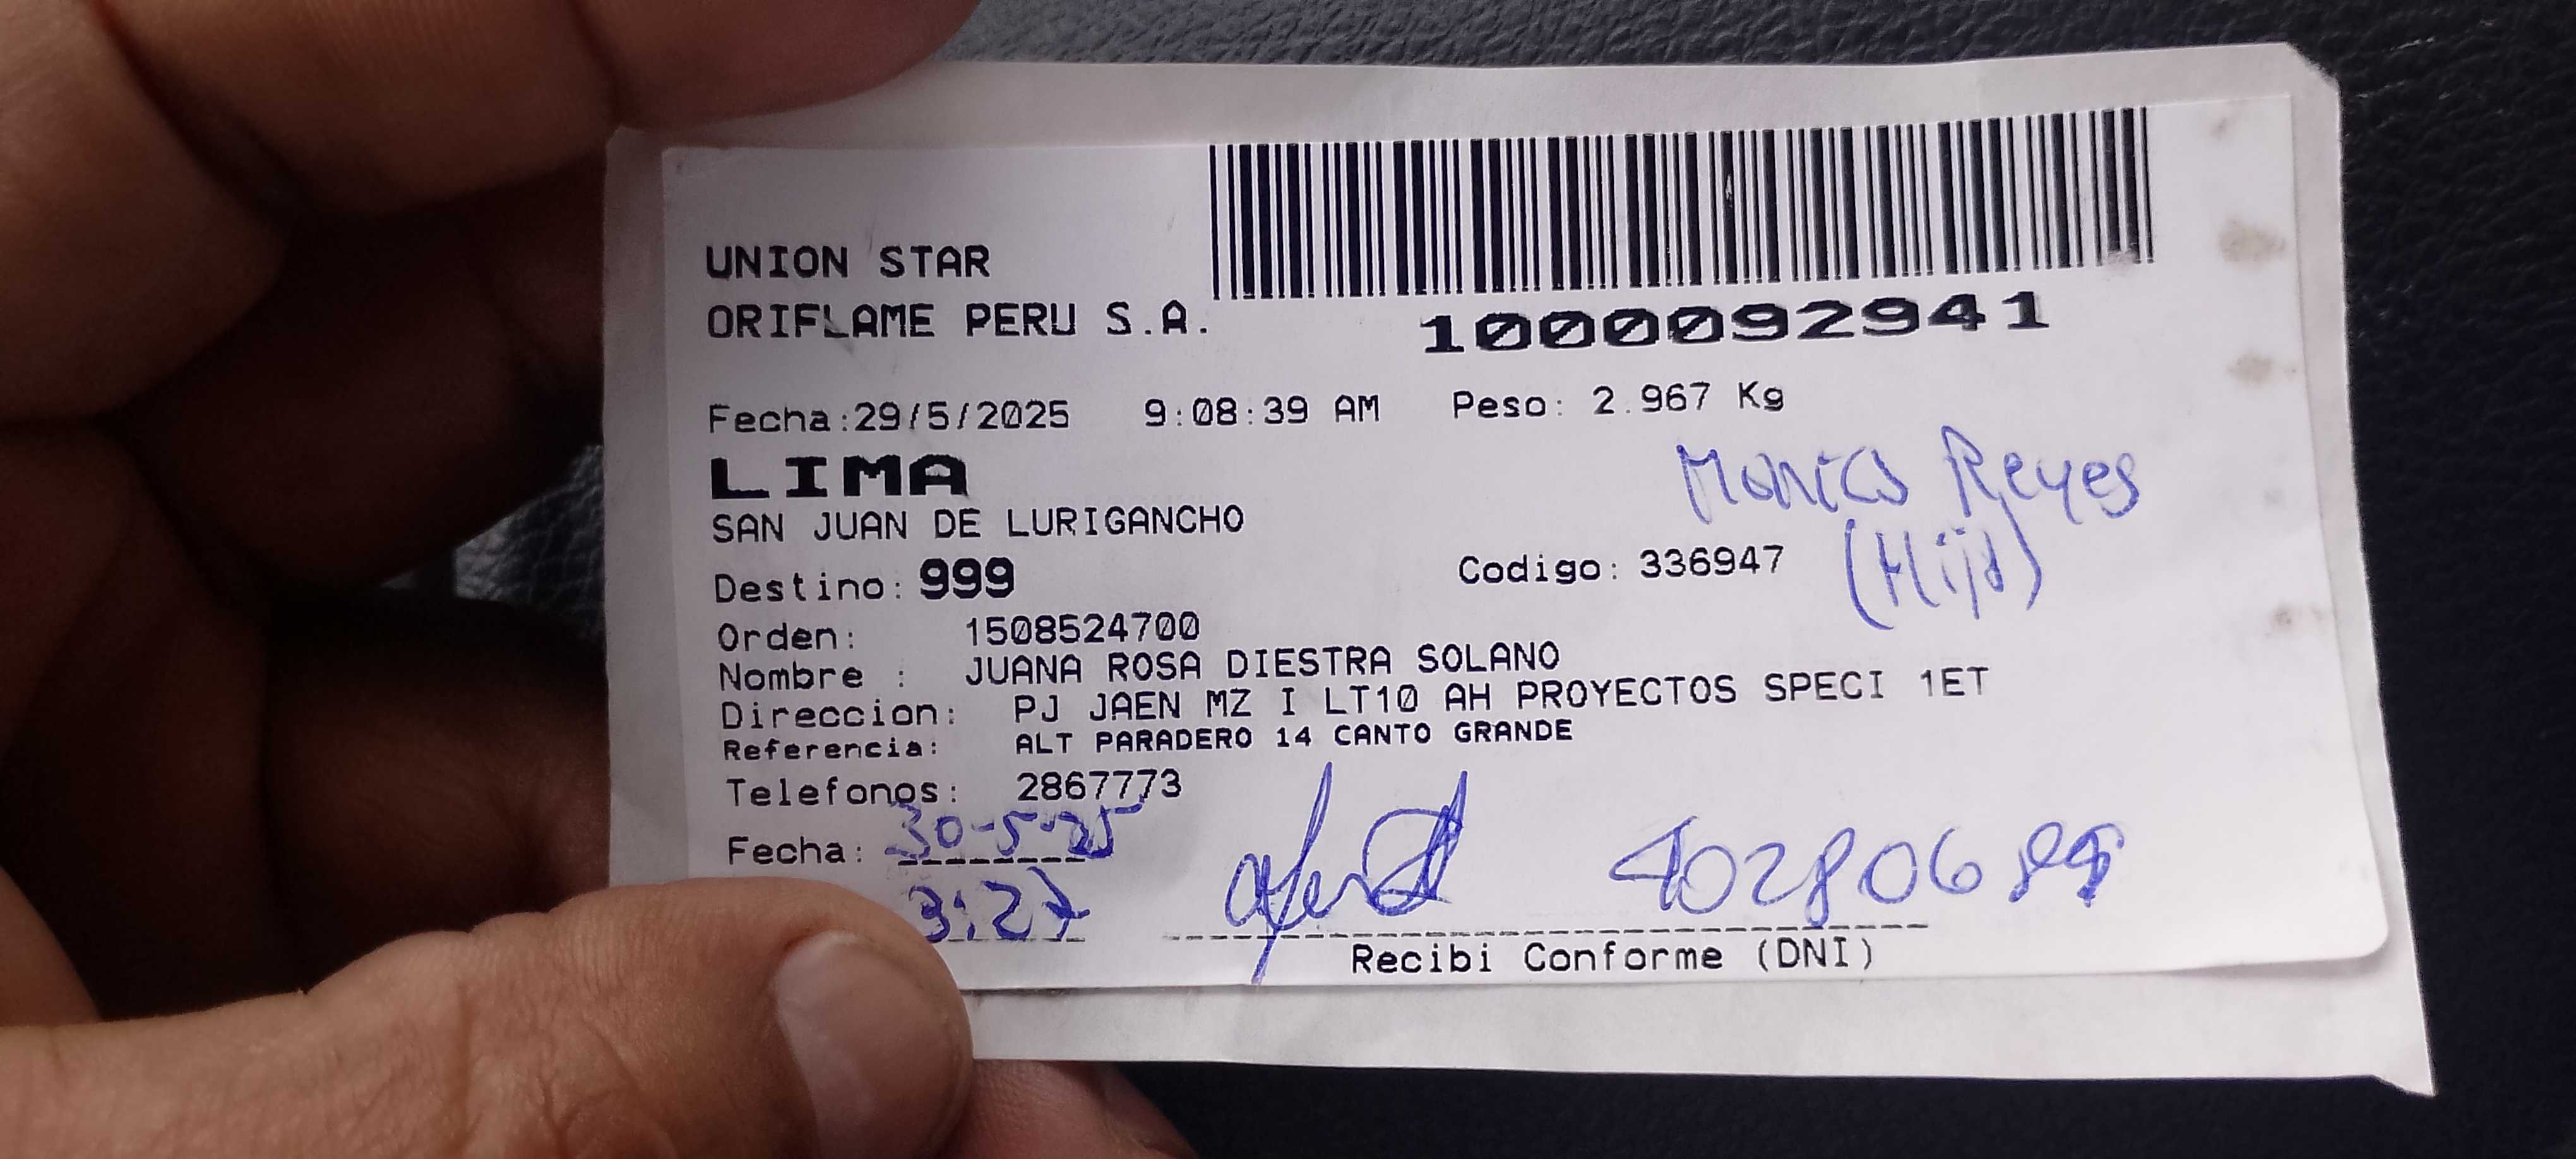 UNION STAR
ORIFLAME PERU S.A.
1000092941
Fecha:29/5/2025 9:08:39 AM Peso: 2.967 Kg
LIMA
Monica Reyes
SAN JUAN DE LURIGANCHO
(Hija)
Destino: 999 Codigo: 336947
Orden: 1508524700
Nombre : JUANA ROSA DIESTRA SOLANO
Direccion: PJ JAEN MZ I LT10 AH PROYECTOS SPECI 1ET
Referencia: ALT PARADERO 14 CANTO GRANDE
Telefonos: 2867773
Fecha: 30-5-25
3:27
Recibi Conforme (DNI)